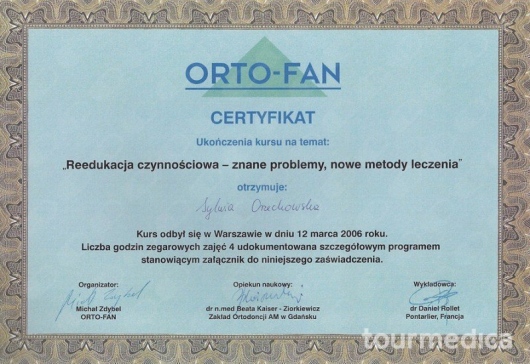 ORTO-FAN
CERTYFIKAT
Ukończenia kursu na temat:
„Reedukacja czynnościowa – znane problemy, nowe metody leczenia”
otrzymuje:
Sylwia Orzechowska
Kurs odbył się w Warszawie w dniu 12 marca 2006 roku.
Liczba godzin zegarowych zajęć 4 udokumentowana szczegółowym programem
stanowiącym załącznik do niniejszego zaświadczenia.
Organizator: Opiekun naukowy: Wykładowca:
Michał Zdybel dr n.med Beata Kaiser - Ziorkiewicz dr Daniel Rollet
ORTO-FAN Zakład Ortodoncji AM w Gdańsku Pontarlier, Francja
tourmedica